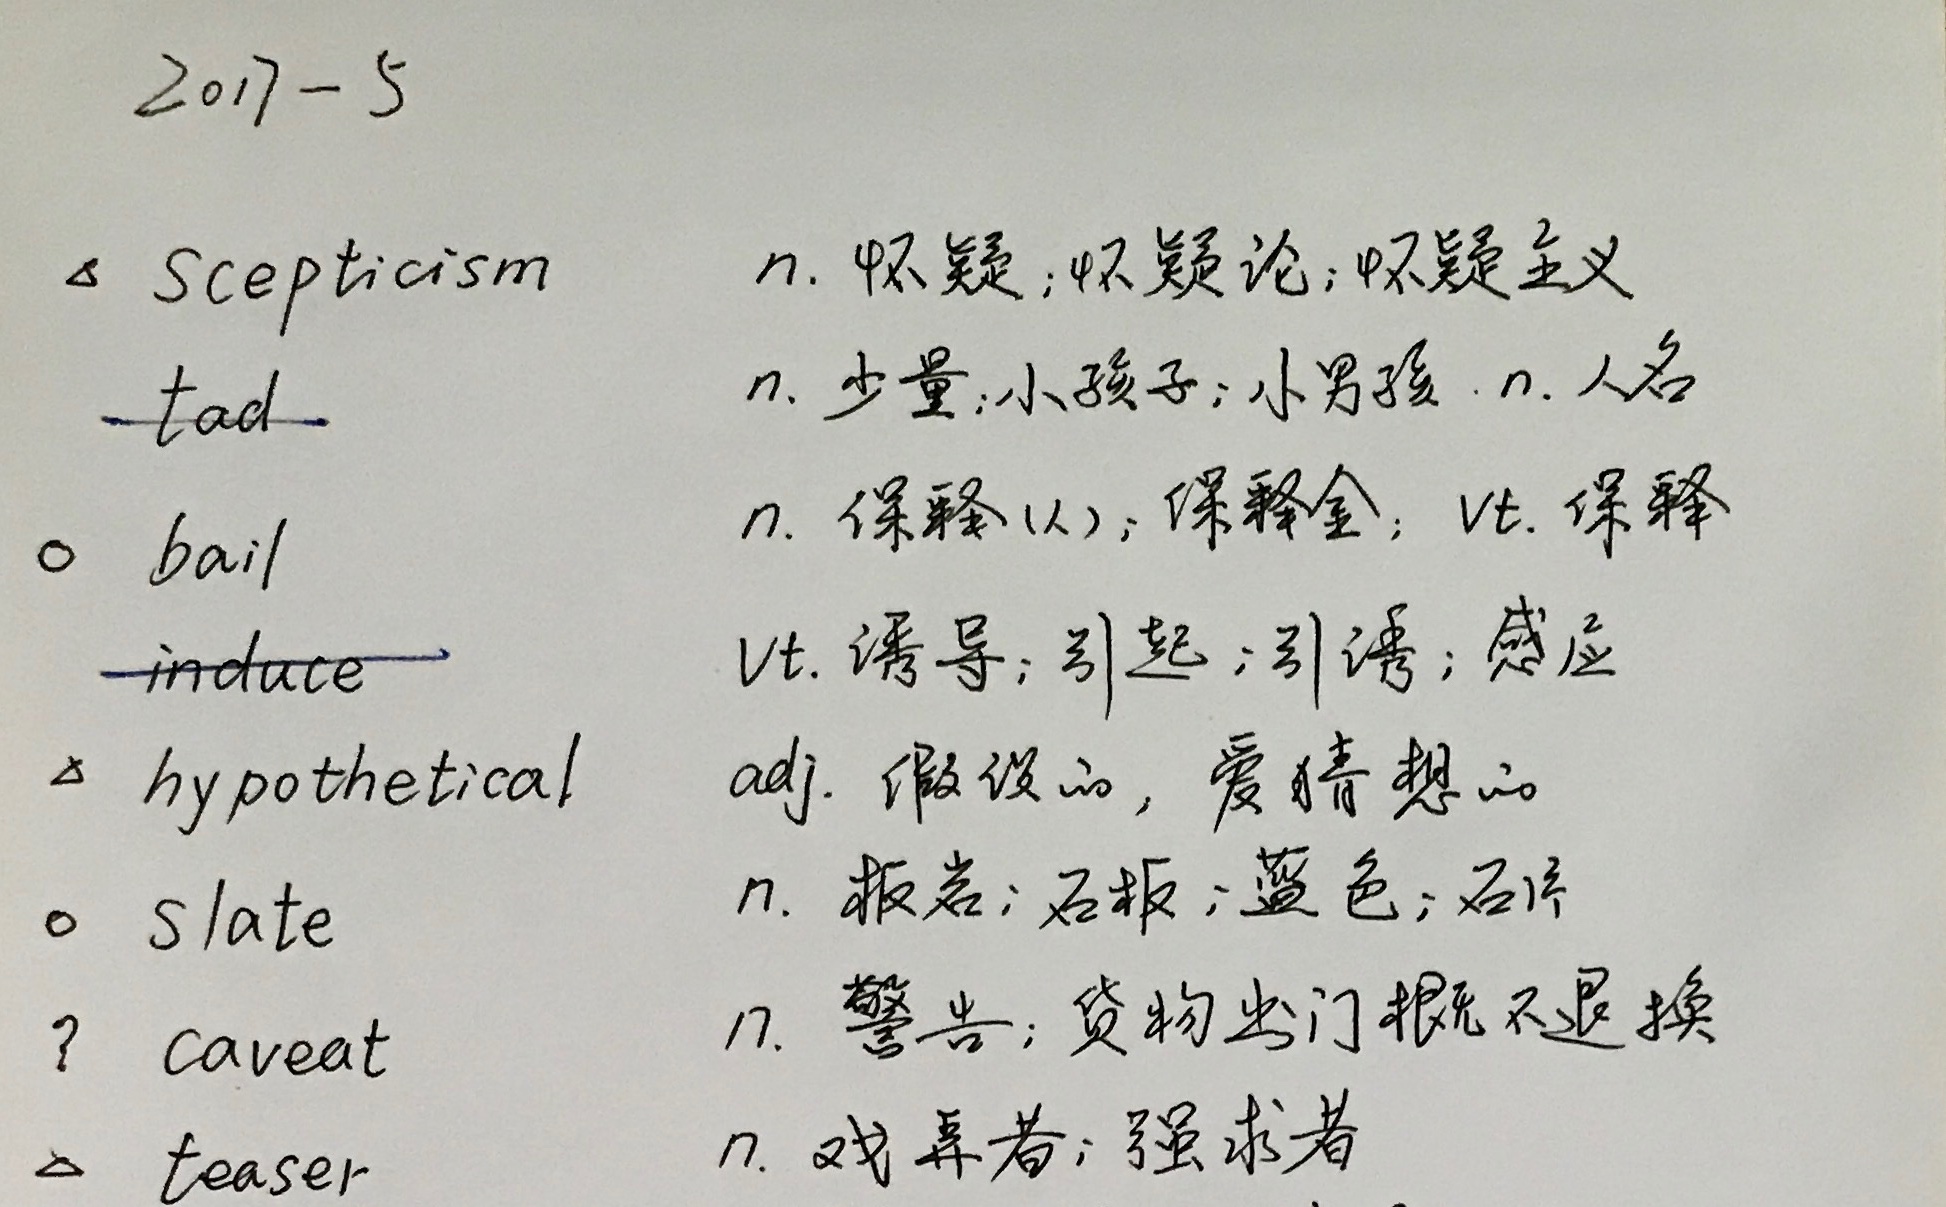 2017-5
△ scepticism n. 怀疑;怀疑论;怀疑主义
tad n. 少量;小孩子;小男孩. n. 人名
○ bail n. 保释(人);保释金; vt. 保释
induce vt. 诱导;引起;引诱;感应
△ hypothetical adj. 假设的,爱猜想的
○ slate n. 板岩;石板;蓝色;石片
? caveat n. 警告;货物出门概不退换
△ teaser n. 戏弄者;强求者